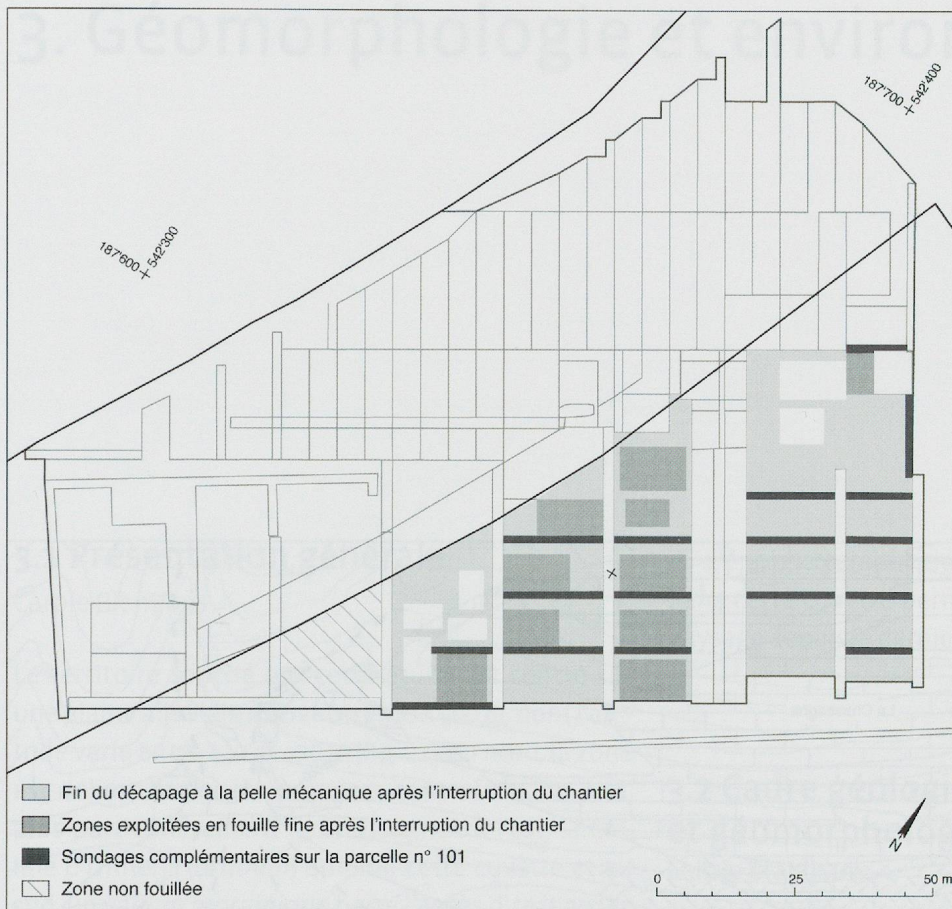 3. Géomorphologie et environ
187'700 542'400
187'600 542'300
Fin du décapage à la pelle mécanique après l'interruption du chantier
Zones exploitées en fouille fine après l'interruption du chantier
Sondages complémentaires sur la parcelle n° 101
Zone non fouillée
N
0 25 50 m